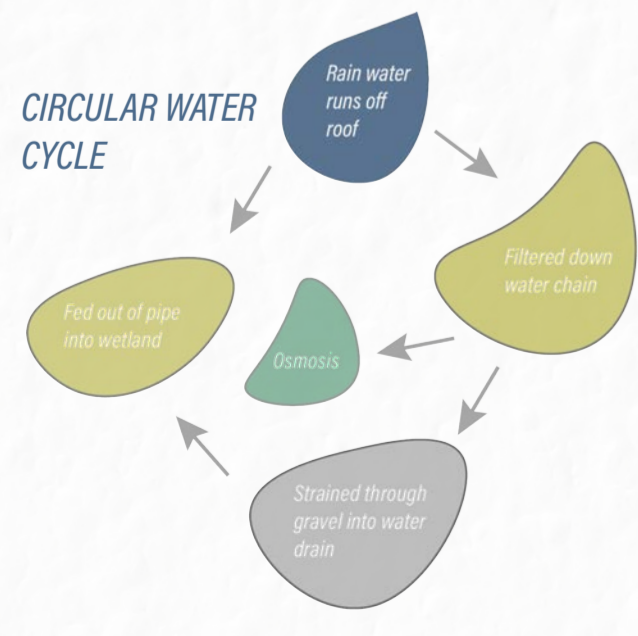 CIRCULAR WATER
CYCLE
Rain water
runs off
roof
Filtered down
water chain
Fed out of pipe
into wetland
Osmosis
Strained through
gravel into water
drain